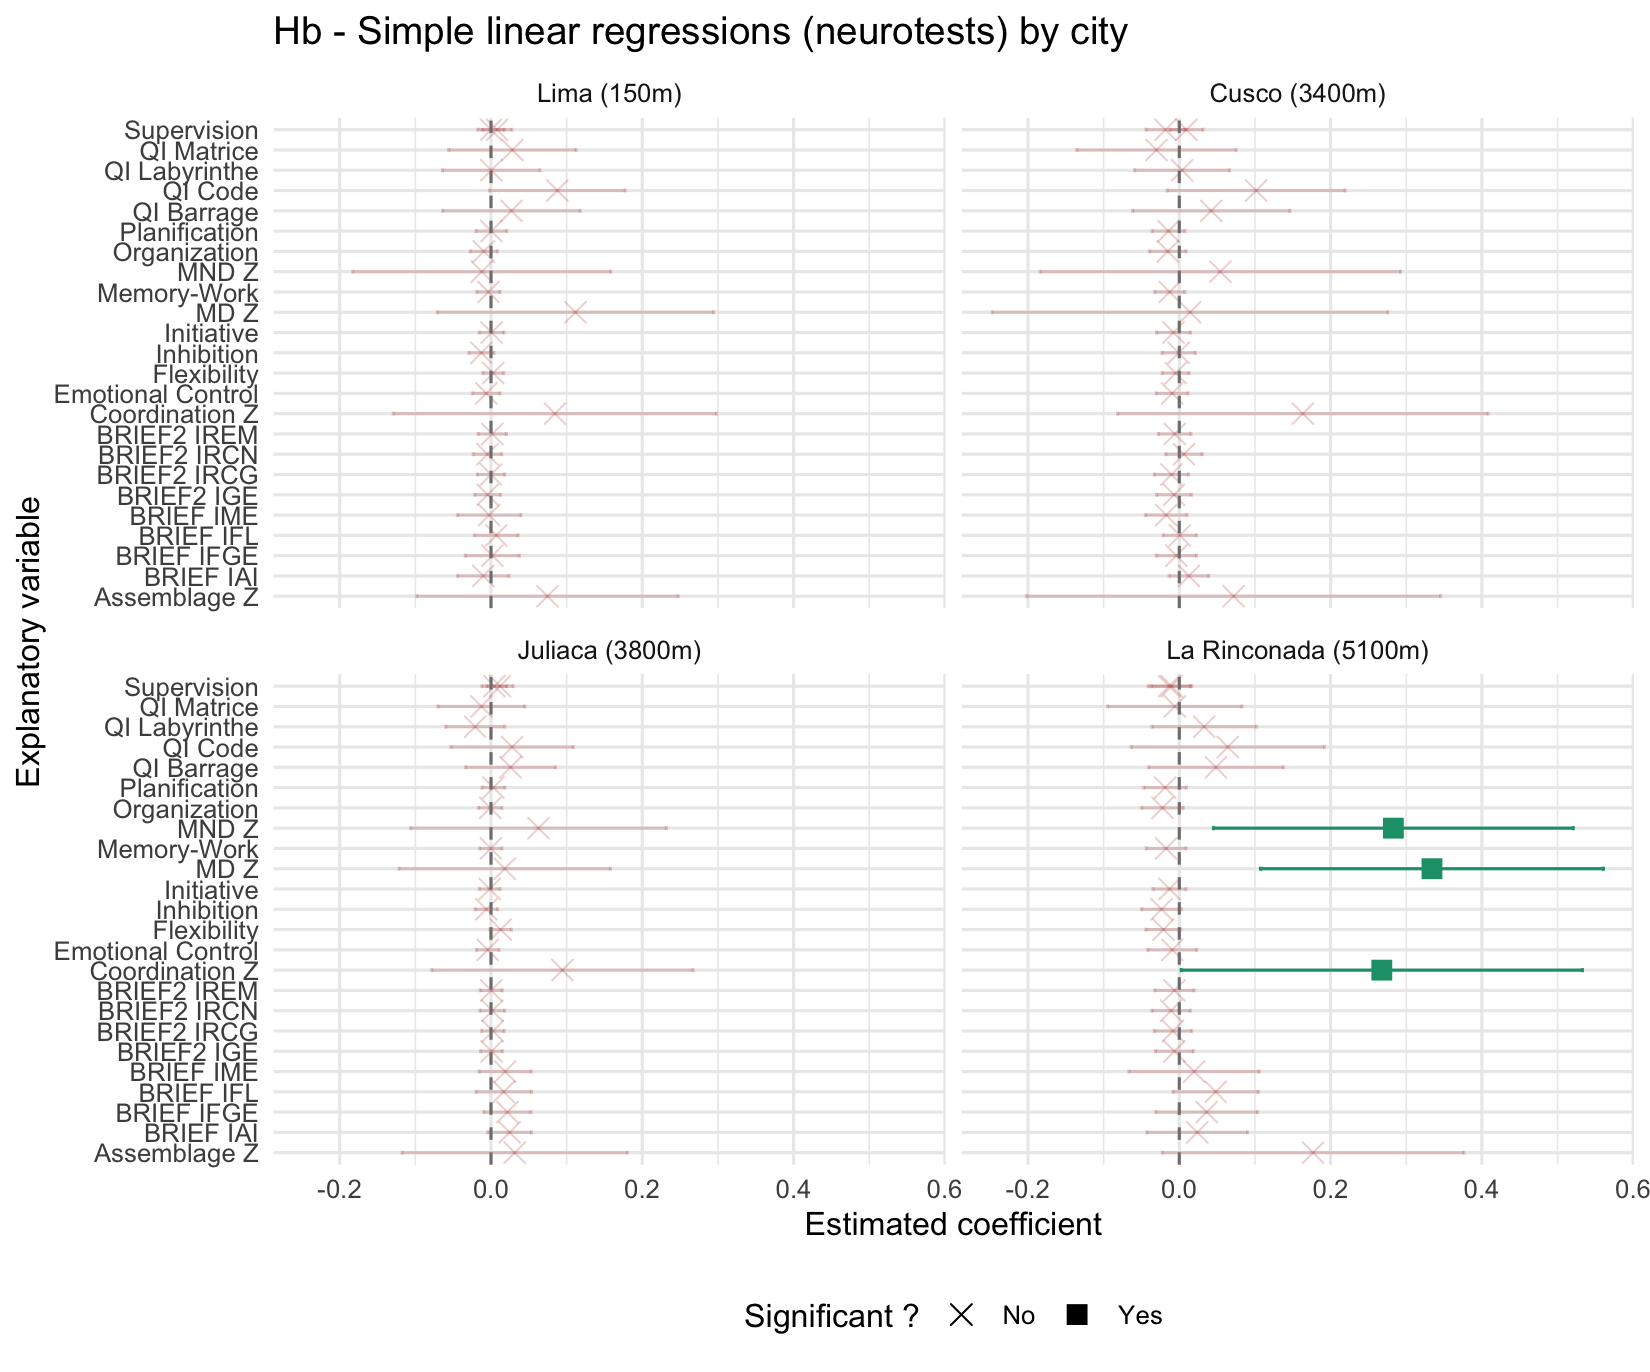 Hb - Simple linear regressions (neurotests) by city
Lima (150m)
Cusco (3400m)
Supervision
QI Matrice
QI Labyrinthe
QI Code
QI Barrage
Planification
Organization
MND Z
Memory-Work
MD Z
Initiative
Inhibition
Flexibility
Emotional Control
Coordination Z
BRIEF2 IREM
BRIEF2 IRCN
BRIEF2 IRCG
BRIEF2 IGE
BRIEF IME
BRIEF IFL
BRIEF IFGE
BRIEF IAI
Assemblage Z
Explanatory variable
Juliaca (3800m)
La Rinconada (5100m)
Supervision
QI Matrice
QI Labyrinthe
QI Code
QI Barrage
Planification
Organization
MND Z
Memory-Work
MD Z
Initiative
Inhibition
Flexibility
Emotional Control
Coordination Z
BRIEF2 IREM
BRIEF2 IRCN
BRIEF2 IRCG
BRIEF2 IGE
BRIEF IME
BRIEF IFL
BRIEF IFGE
BRIEF IAI
Assemblage Z
-0.2 0.0 0.2 0.4 0.6
-0.2 0.0 0.2 0.4 0.6
Estimated coefficient
Significant ? No Yes